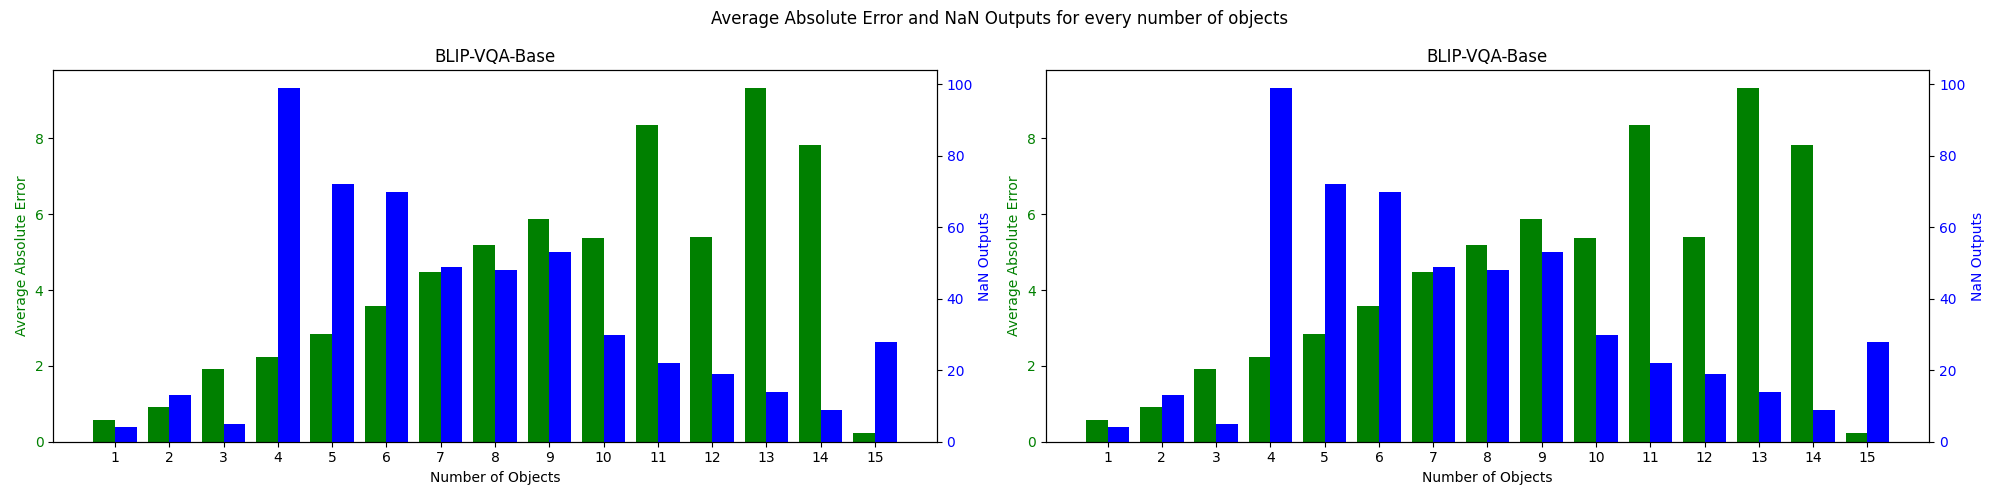 Average Absolute Error and NaN Outputs for every number of objects
BLIP-VQA-Base
Average Absolute Error
0
2
4
6
8
1 2 3 4 5 6 7 8 9 10 11 12 13 14 15
Number of Objects
0
20
40
60
80
100
NaN Outputs
BLIP-VQA-Base
Average Absolute Error
0
2
4
6
8
1 2 3 4 5 6 7 8 9 10 11 12 13 14 15
Number of Objects
0
20
40
60
80
100
NaN Outputs